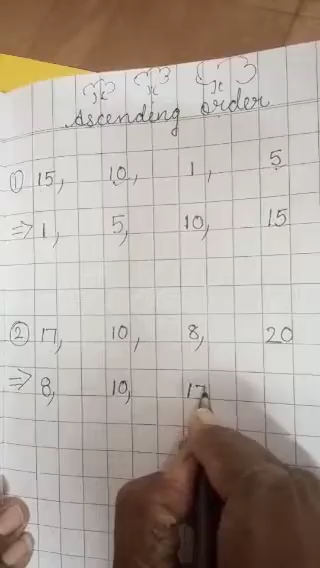 Ascending order
① 15, 10, 1, 5
⇒ 1, 5, 10, 15
② 17, 10, 8, 20
⇒ 8, 10, 17